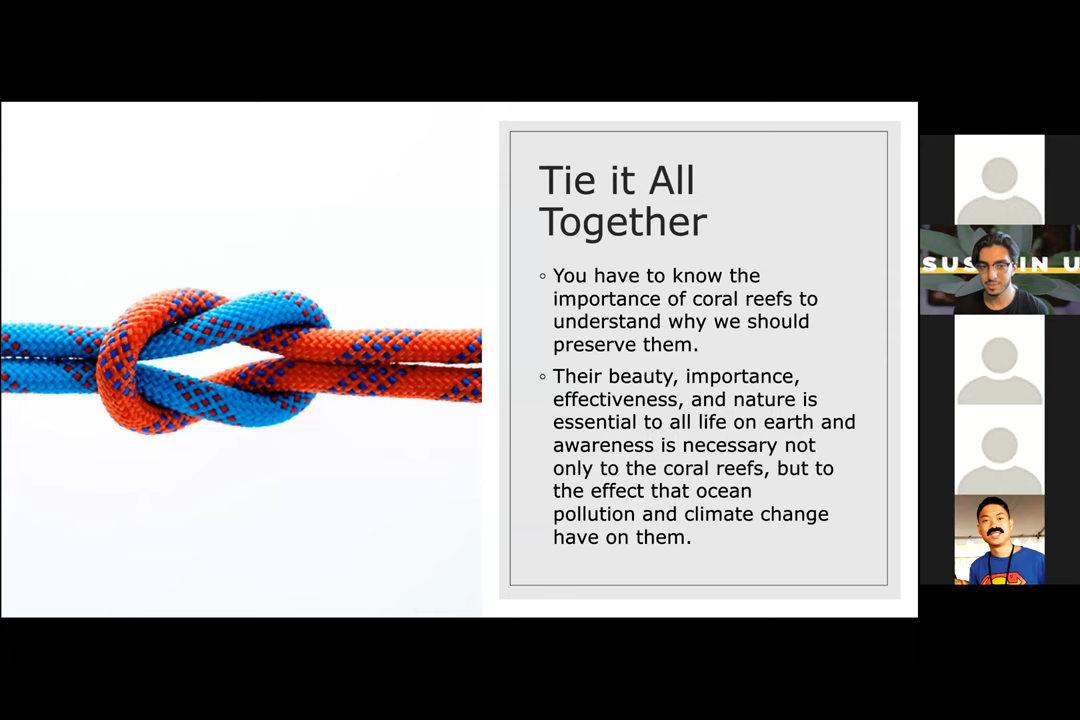 Tie it All
Together
◦ You have to know the
importance of coral reefs to
understand why we should
preserve them.
◦ Their beauty, importance,
effectiveness, and nature is
essential to all life on earth and
awareness is necessary not
only to the coral reefs, but to
the effect that ocean
pollution and climate change
have on them.